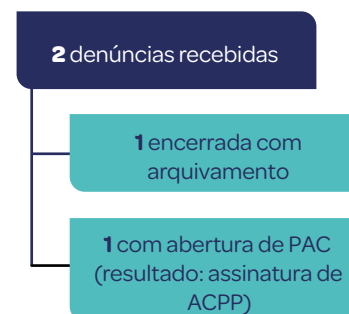 2 denúncias recebidas
1 encerrada com
arquivamento
1 com abertura de PAC
(resultado: assinatura de
ACPP)